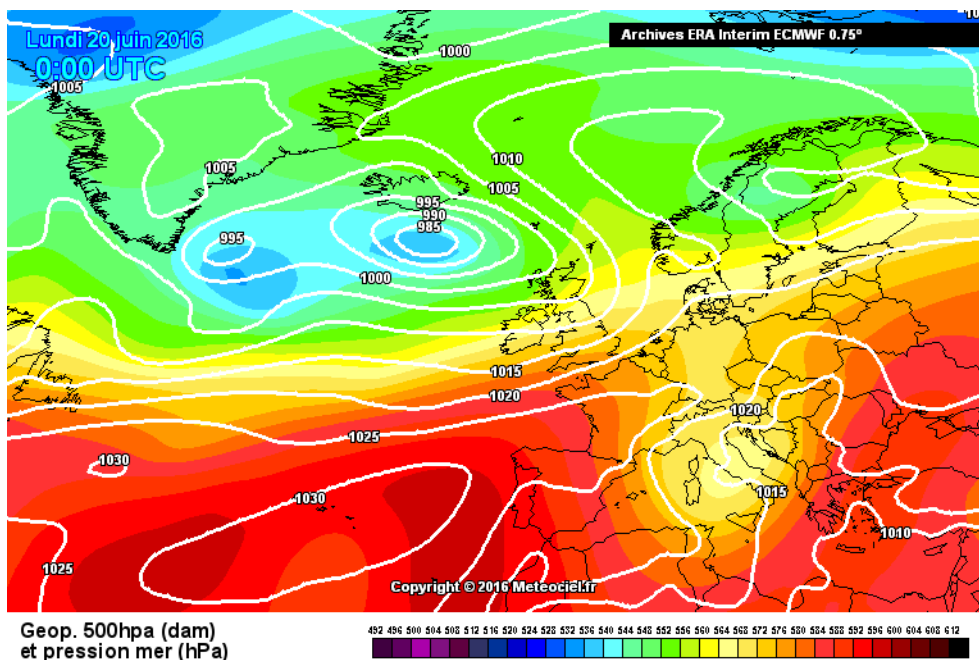 Lundi 20 juin 2016
0:00 UTC
Archives ERA Interim ECMWF 0.75°
1000
1005
1010
1005
1005
995
990
985
995
1000
1015
1020
1020
1025
1030
1030
1015
1010
1025
Copyright © 2016 Meteociel.fr
Geop. 500hpa (dam)
et pression mer (hPa)
492 496 500 504 508 512 516 520 524 528 532 536 540 544 548 552 556 560 564 568 572 576 580 584 588 592 596 600 604 608 612